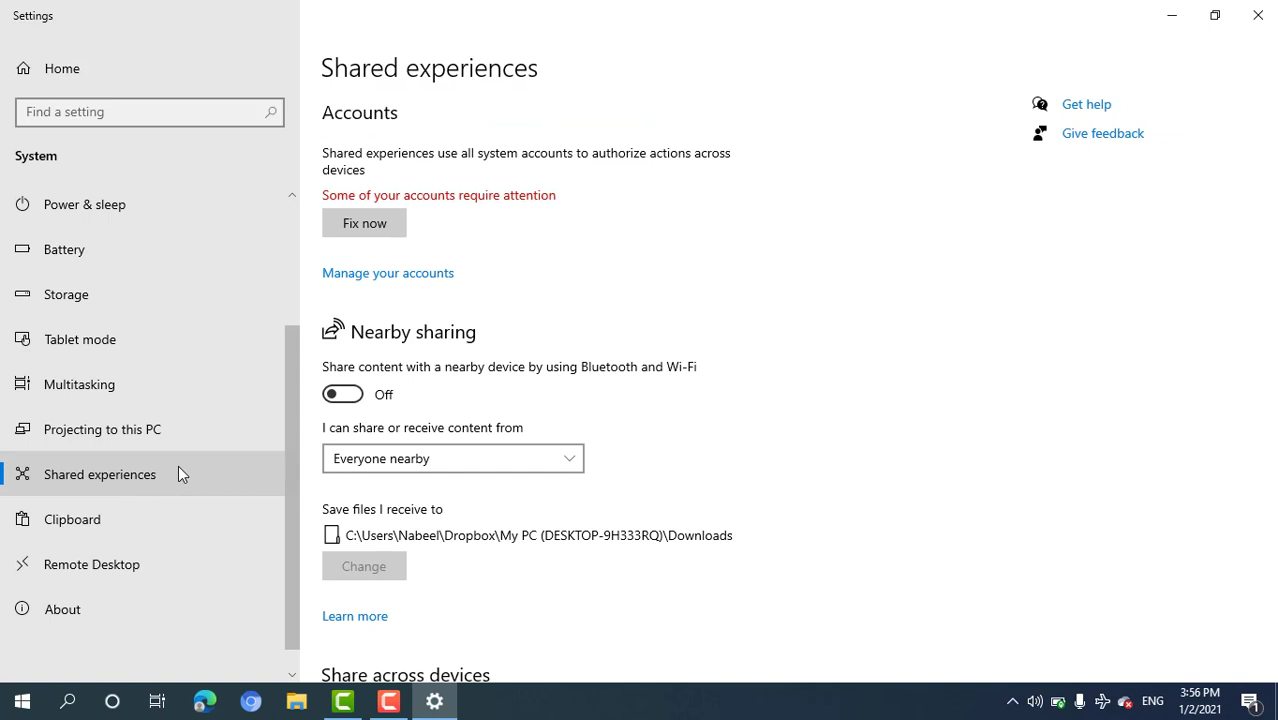 Settings
Home
Find a setting
System
Power & sleep
Battery
Storage
Tablet mode
Multitasking
Projecting to this PC
Shared experiences
Clipboard
Remote Desktop
About
Shared experiences
Accounts
Shared experiences use all system accounts to authorize actions across
devices
Some of your accounts require attention
Fix now
Manage your accounts
Nearby sharing
Share content with a nearby device by using Bluetooth and Wi-Fi
Off
I can share or receive content from
Everyone nearby
Save files I receive to
C:\Users\Nabeel\Dropbox\My PC (DESKTOP-9H333RQ)\Downloads
Change
Learn more
Share across devices
Get help
Give feedback
ENG
3:56 PM
1/2/2021
1